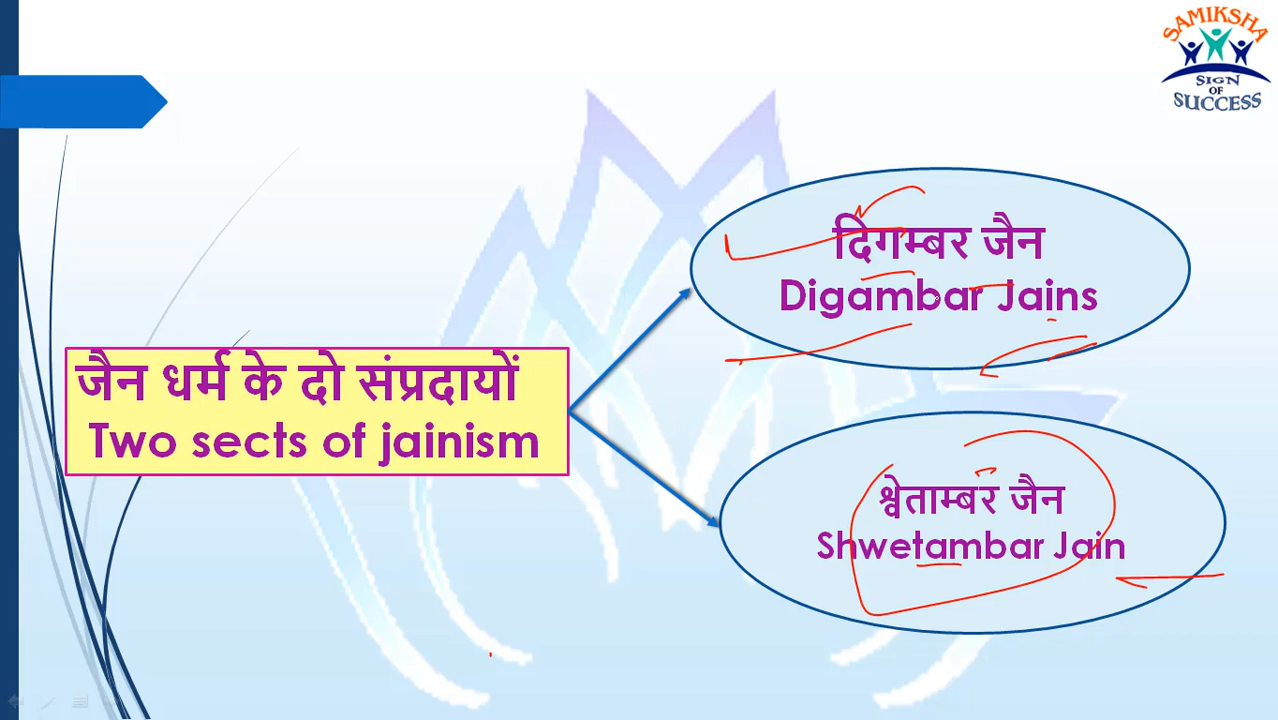 SAMIKSHA
SIGN
OF
SUCCESS
दिगम्बर जैन
Digambar Jains
जैन धर्म के दो संप्रदायों
Two sects of jainism
श्वेताम्बर जैन
Shwetambar Jain